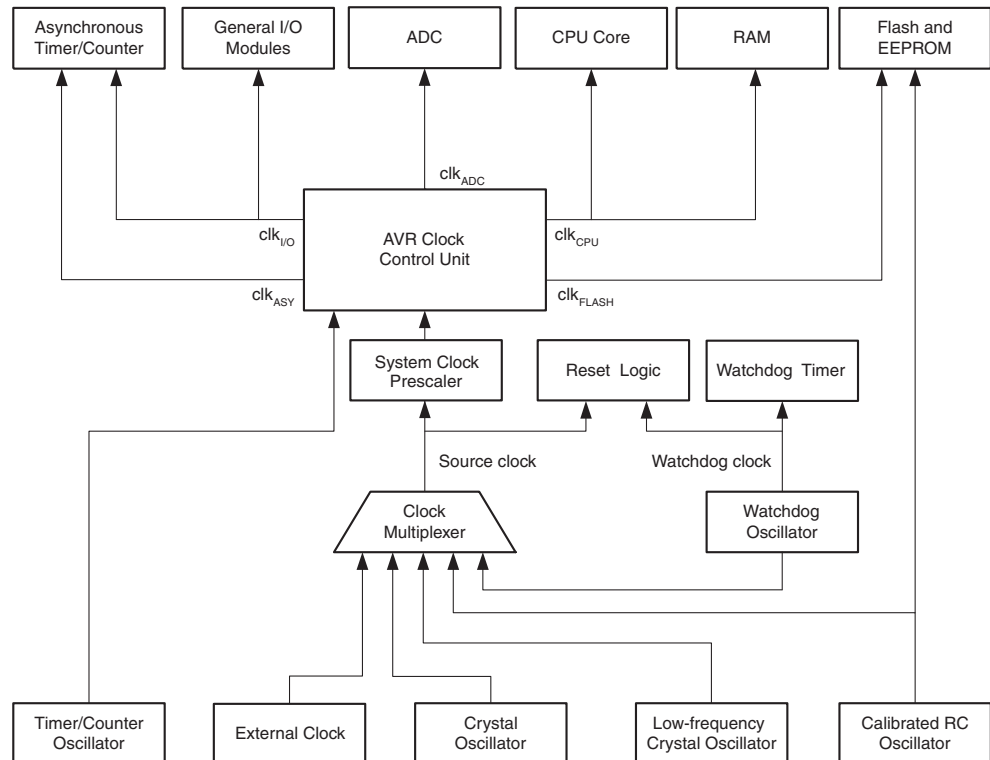 Asynchronous
Timer/Counter
General I/O
Modules
ADC
CPU Core
RAM
Flash and
EEPROM
clkADC
AVR Clock
Control Unit
clkI/O
clkCPU
clkASY
clkFLASH
System Clock
Prescaler
Reset Logic
Watchdog Timer
Source clock
Watchdog clock
Clock
Multiplexer
Watchdog
Oscillator
Timer/Counter
Oscillator
External Clock
Crystal
Oscillator
Low-frequency
Crystal Oscillator
Calibrated RC
Oscillator